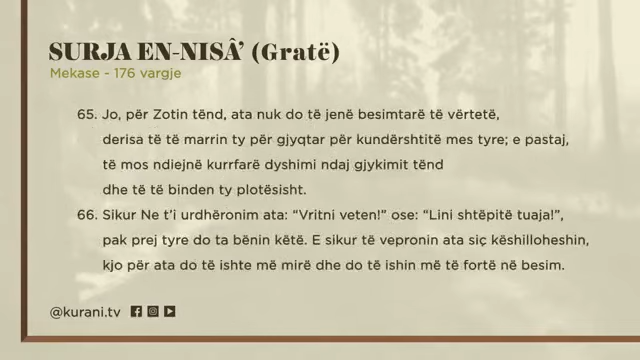 SURJA EN-NISÂ’ (Gratë)
Mekase - 176 vargje
65. Jo, për Zotin tënd, ata nuk do të jenë besimtarë të vërtetë,
derisa të të marrin ty për gjyqtar për kundërshtitë mes tyre; e pastaj,
të mos ndiejnë kurrfarë dyshimi ndaj gjykimit tënd
dhe të të binden ty plotësisht.
66. Sikur Ne t’i urdhëronim ata: “Vritni veten!” ose: “Lini shtëpitë tuaja!”,
pak prej tyre do ta bënin këtë. E sikur të vepronin ata siç këshilloheshin,
kjo për ata do të ishte më mirë dhe do të ishin më të fortë në besim.
@kurani.tv